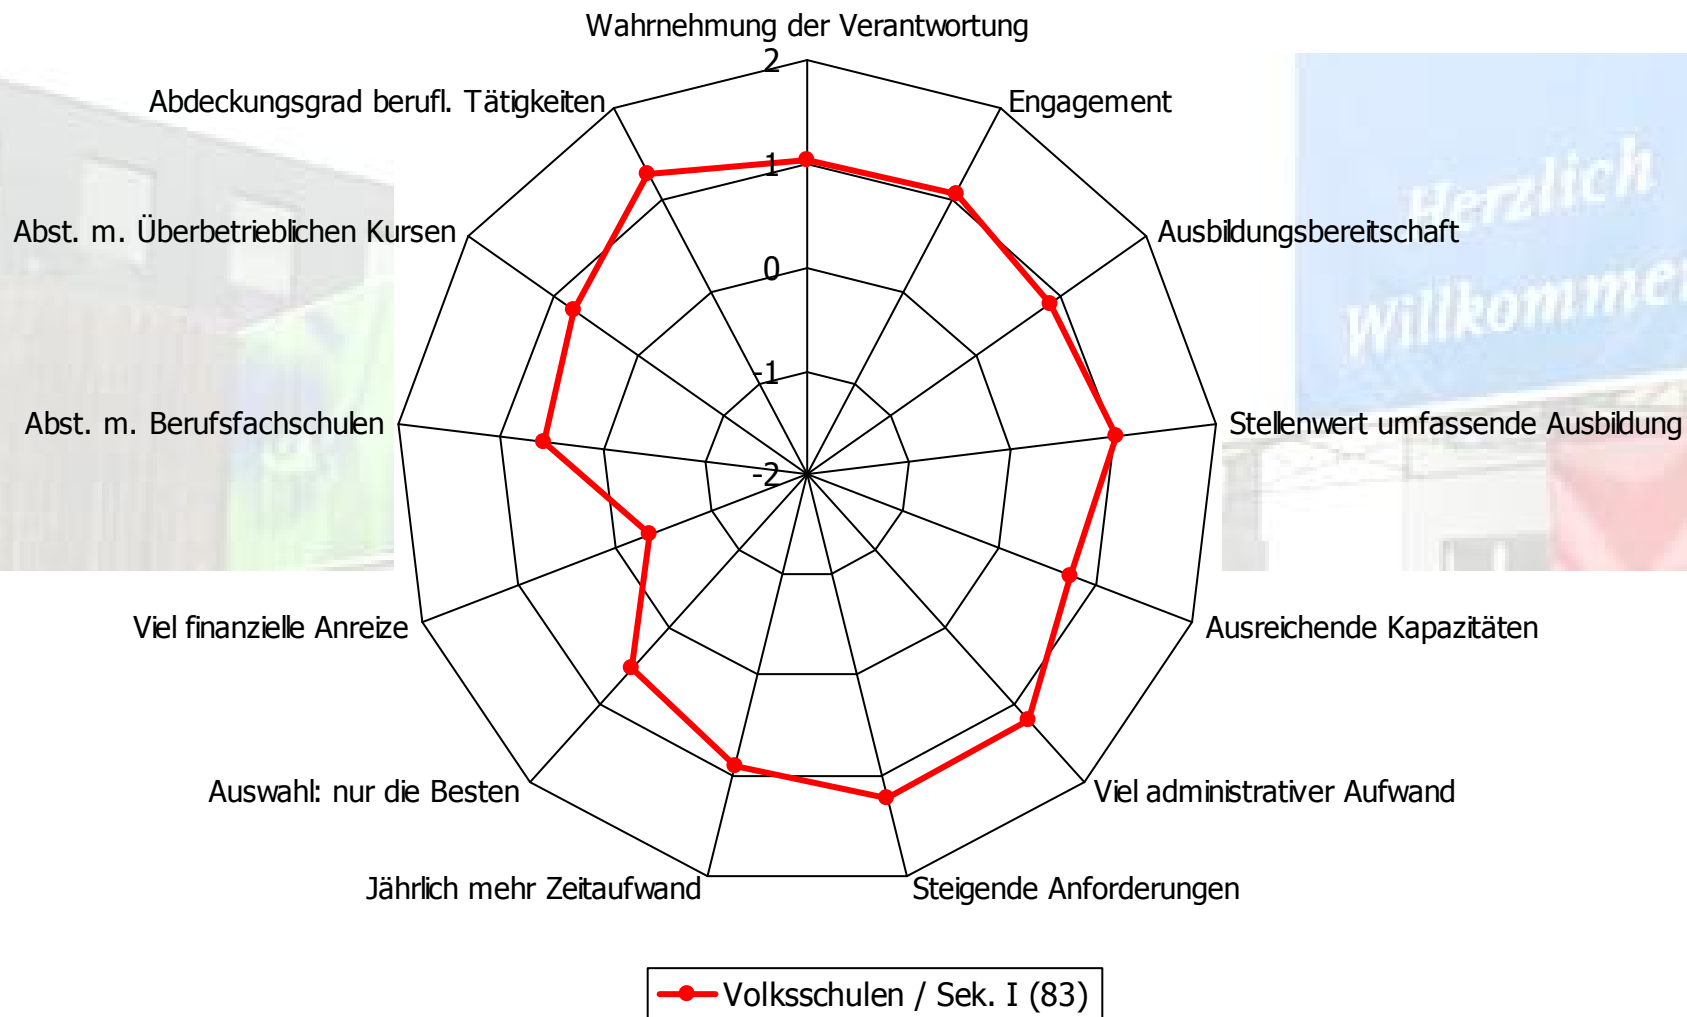 Wahrnehmung der Verantwortung
2
Abdeckungsgrad berufl. Tätigkeiten
Engagement
Herzlich
1
Abst. m. Überbetrieblichen Kursen
Ausbildungsbereitschaft
0
Willkommen
-1
Abst. m. Berufsfachschulen
Stellenwert umfassende Ausbildung
-2
Viel finanzielle Anreize
Ausreichende Kapazitäten
Auswahl: nur die Besten
Viel administrativer Aufwand
Jährlich mehr Zeitaufwand
Steigende Anforderungen
Volksschulen / Sek. I (83)